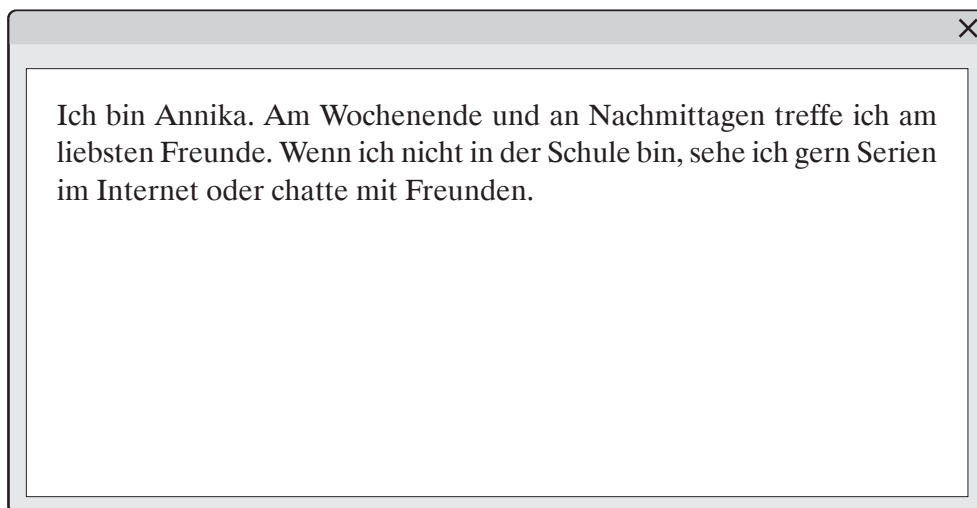 Ich bin Annika. Am Wochenende und an Nachmittagen treffe ich am
liebsten Freunde. Wenn ich nicht in der Schule bin, sehe ich gern Serien
im Internet oder chatte mit Freunden.